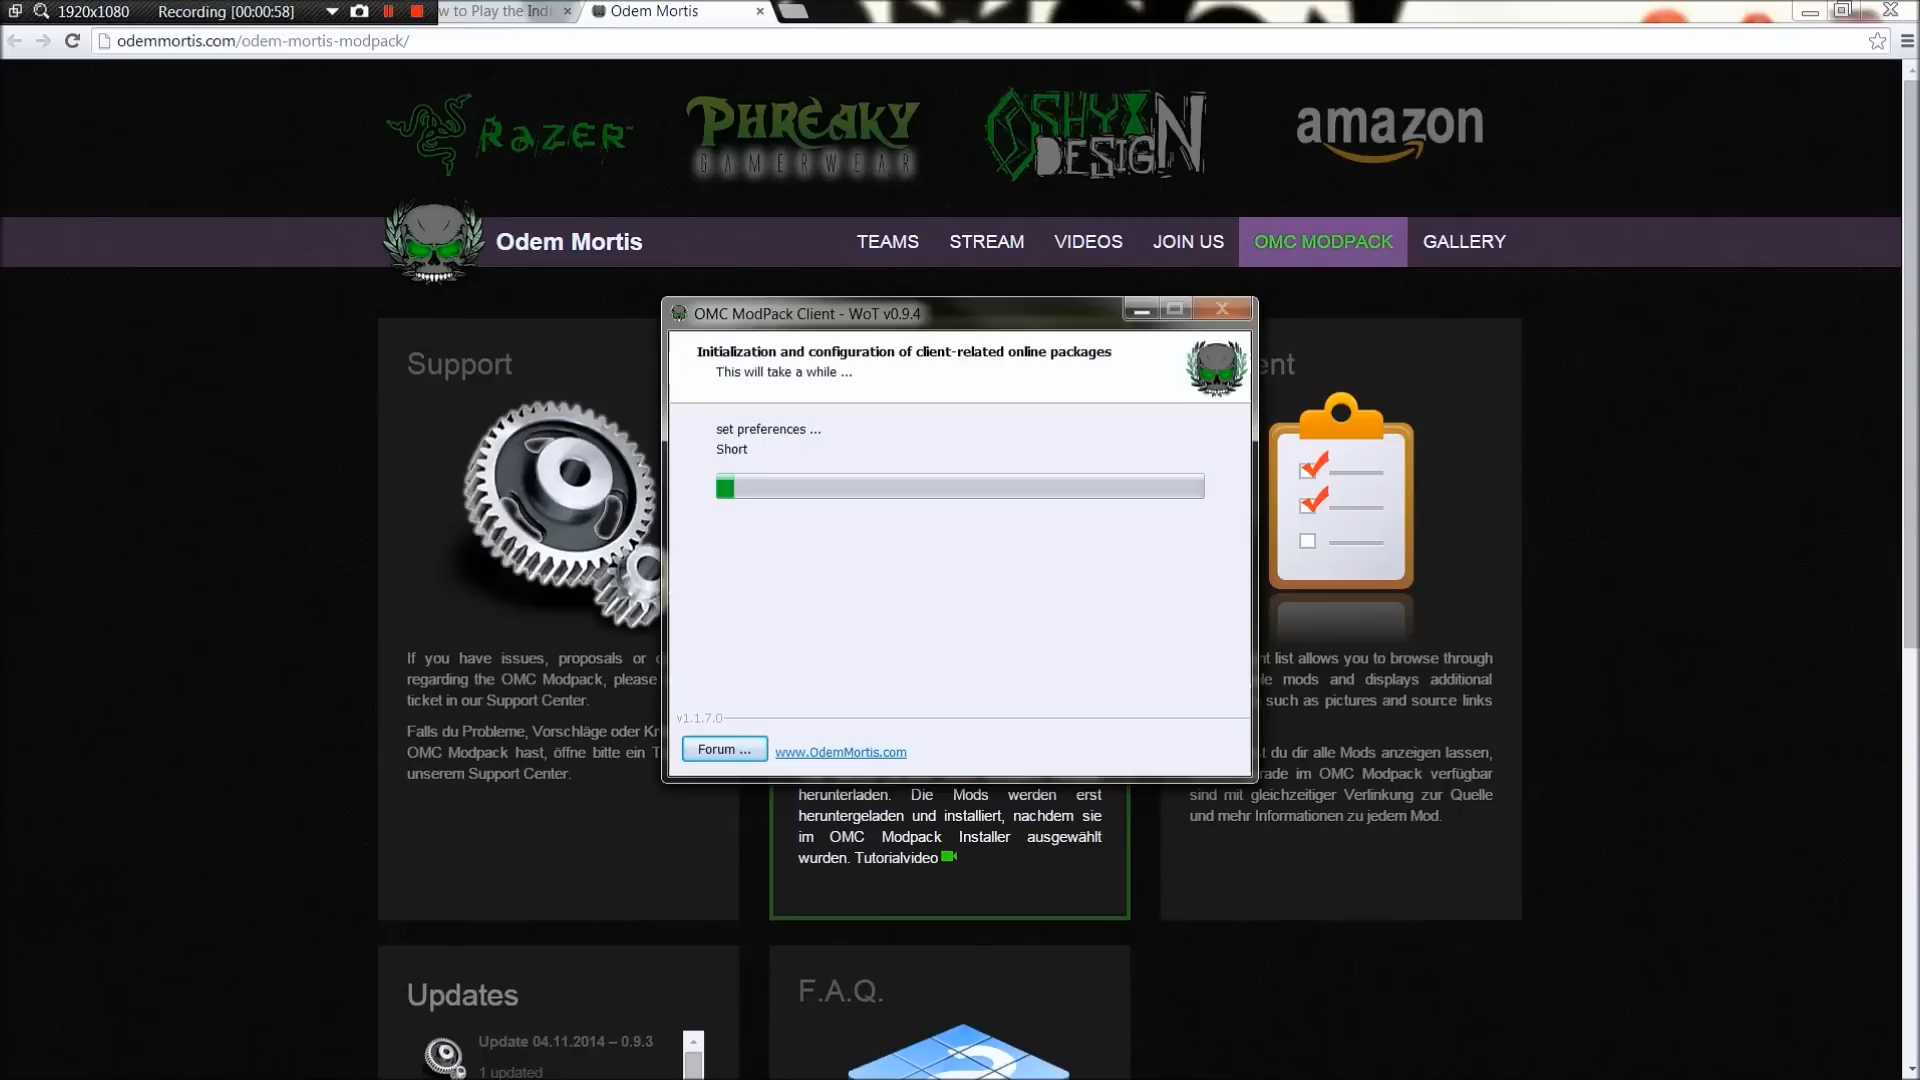 1920x1080 Recording [00:00:58] w to Play the Ind Odem Mortis
odemmortis.com/odem-mortis-modpack/
RAZER™ PHREAKY OSHYX amazon
GAMERWEAR DESIGN
Odem Mortis TEAMS STREAM VIDEOS JOIN US OMC MODPACK GALLERY
OMC ModPack Client - WoT v0.9.4
Initialization and configuration of client-related online packages
This will take a while ...
set preferences ...
Short
v1.1.7.0
Forum ... www.OdemMortis.com
Support
If you have issues, proposals or
regarding the OMC Modpack, please
ticket in our Support Center.
Falls du Probleme, Vorschläge oder Kr
OMC Modpack hast, öffne bitte ein T
unserem Support Center.
herunterladen. Die Mods werden erst
heruntergeladen und installiert, nachdem sie
im OMC Modpack Installer ausgewählt
wurden. Tutorialvideo
ent
t list allows you to browse through
le mods and displays additional
such as pictures and source links
st du dir alle Mods anzeigen lassen,
rade im OMC Modpack verfügbar
sind mit gleichzeitiger Verlinkung zur Quelle
und mehr Informationen zu jedem Mod.
Updates
Update 04.11.2014 – 0.9.3
1 updated
F.A.Q.